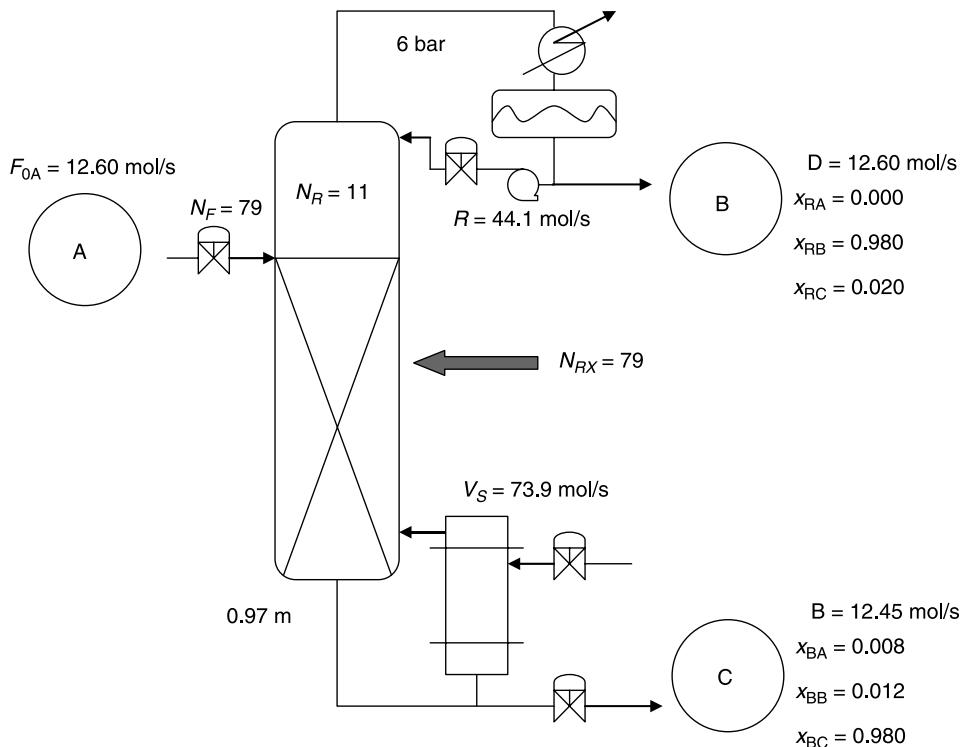 6 bar
F0A = 12.60 mol/s
NF = 79
A
NR = 11
R = 44.1 mol/s
B
D = 12.60 mol/s
xRA = 0.000
xRB = 0.980
xRC = 0.020
NRX = 79
VS = 73.9 mol/s
0.97 m
C
B = 12.45 mol/s
xBA = 0.008
xBB = 0.012
xBC = 0.980